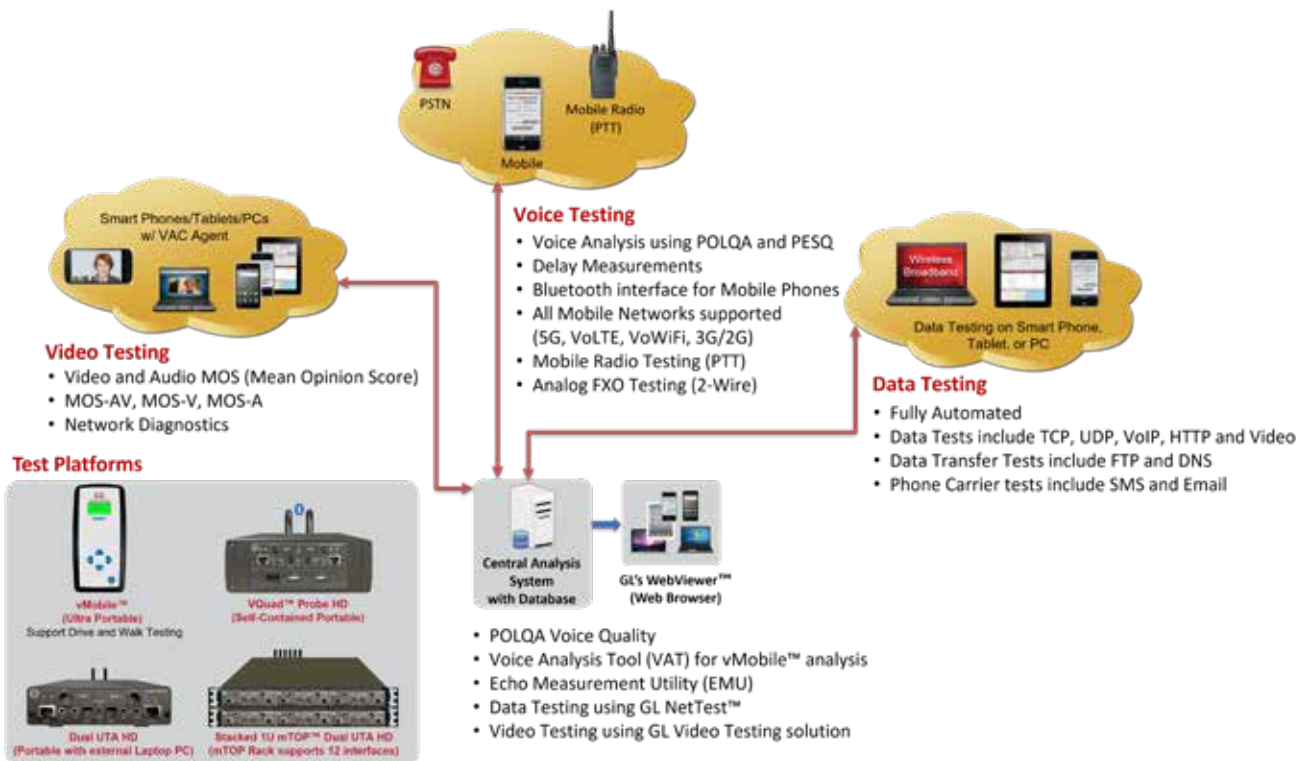 PSTN
Mobile Radio
(PTT)
Mobile
Smart Phones/Tablets/PCs
w/ VAC Agent
Video Testing
• Video and Audio MOS (Mean Opinion Score)
• MOS-AV, MOS-V, MOS-A
• Network Diagnostics
Voice Testing
• Voice Analysis using POLQA and PESQ
• Delay Measurements
• Bluetooth interface for Mobile Phones
• All Mobile Networks supported
(5G, VoLTE, VoWiFi, 3G/2G)
• Mobile Radio Testing (PTT)
• Analog FXO Testing (2-Wire)
Wireless
Broadband
Data Testing on Smart Phone,
Tablet, or PC
Data Testing
• Fully Automated
• Data Tests include TCP, UDP, VoIP, HTTP and Video
• Data Transfer Tests include FTP and DNS
• Phone Carrier tests include SMS and Email
Test Platforms
vMobile™
(Ultra Portable)
Support Drive and Walk Testing
VQuad™ Probe HD
(Self-Contained Portable)
Dual UTA HD
(Portable with external Laptop PC)
Stacked 1U mTOP™ Dual UTA HD
(mTOP Rack supports 12 interfaces)
Central Analysis
System
with Database
GL's WebViewer™
(Web Browser)
• POLQA Voice Quality
• Voice Analysis Tool (VAT) for vMobile™ analysis
• Echo Measurement Utility (EMU)
• Data Testing using GL NetTest™
• Video Testing using GL Video Testing solution